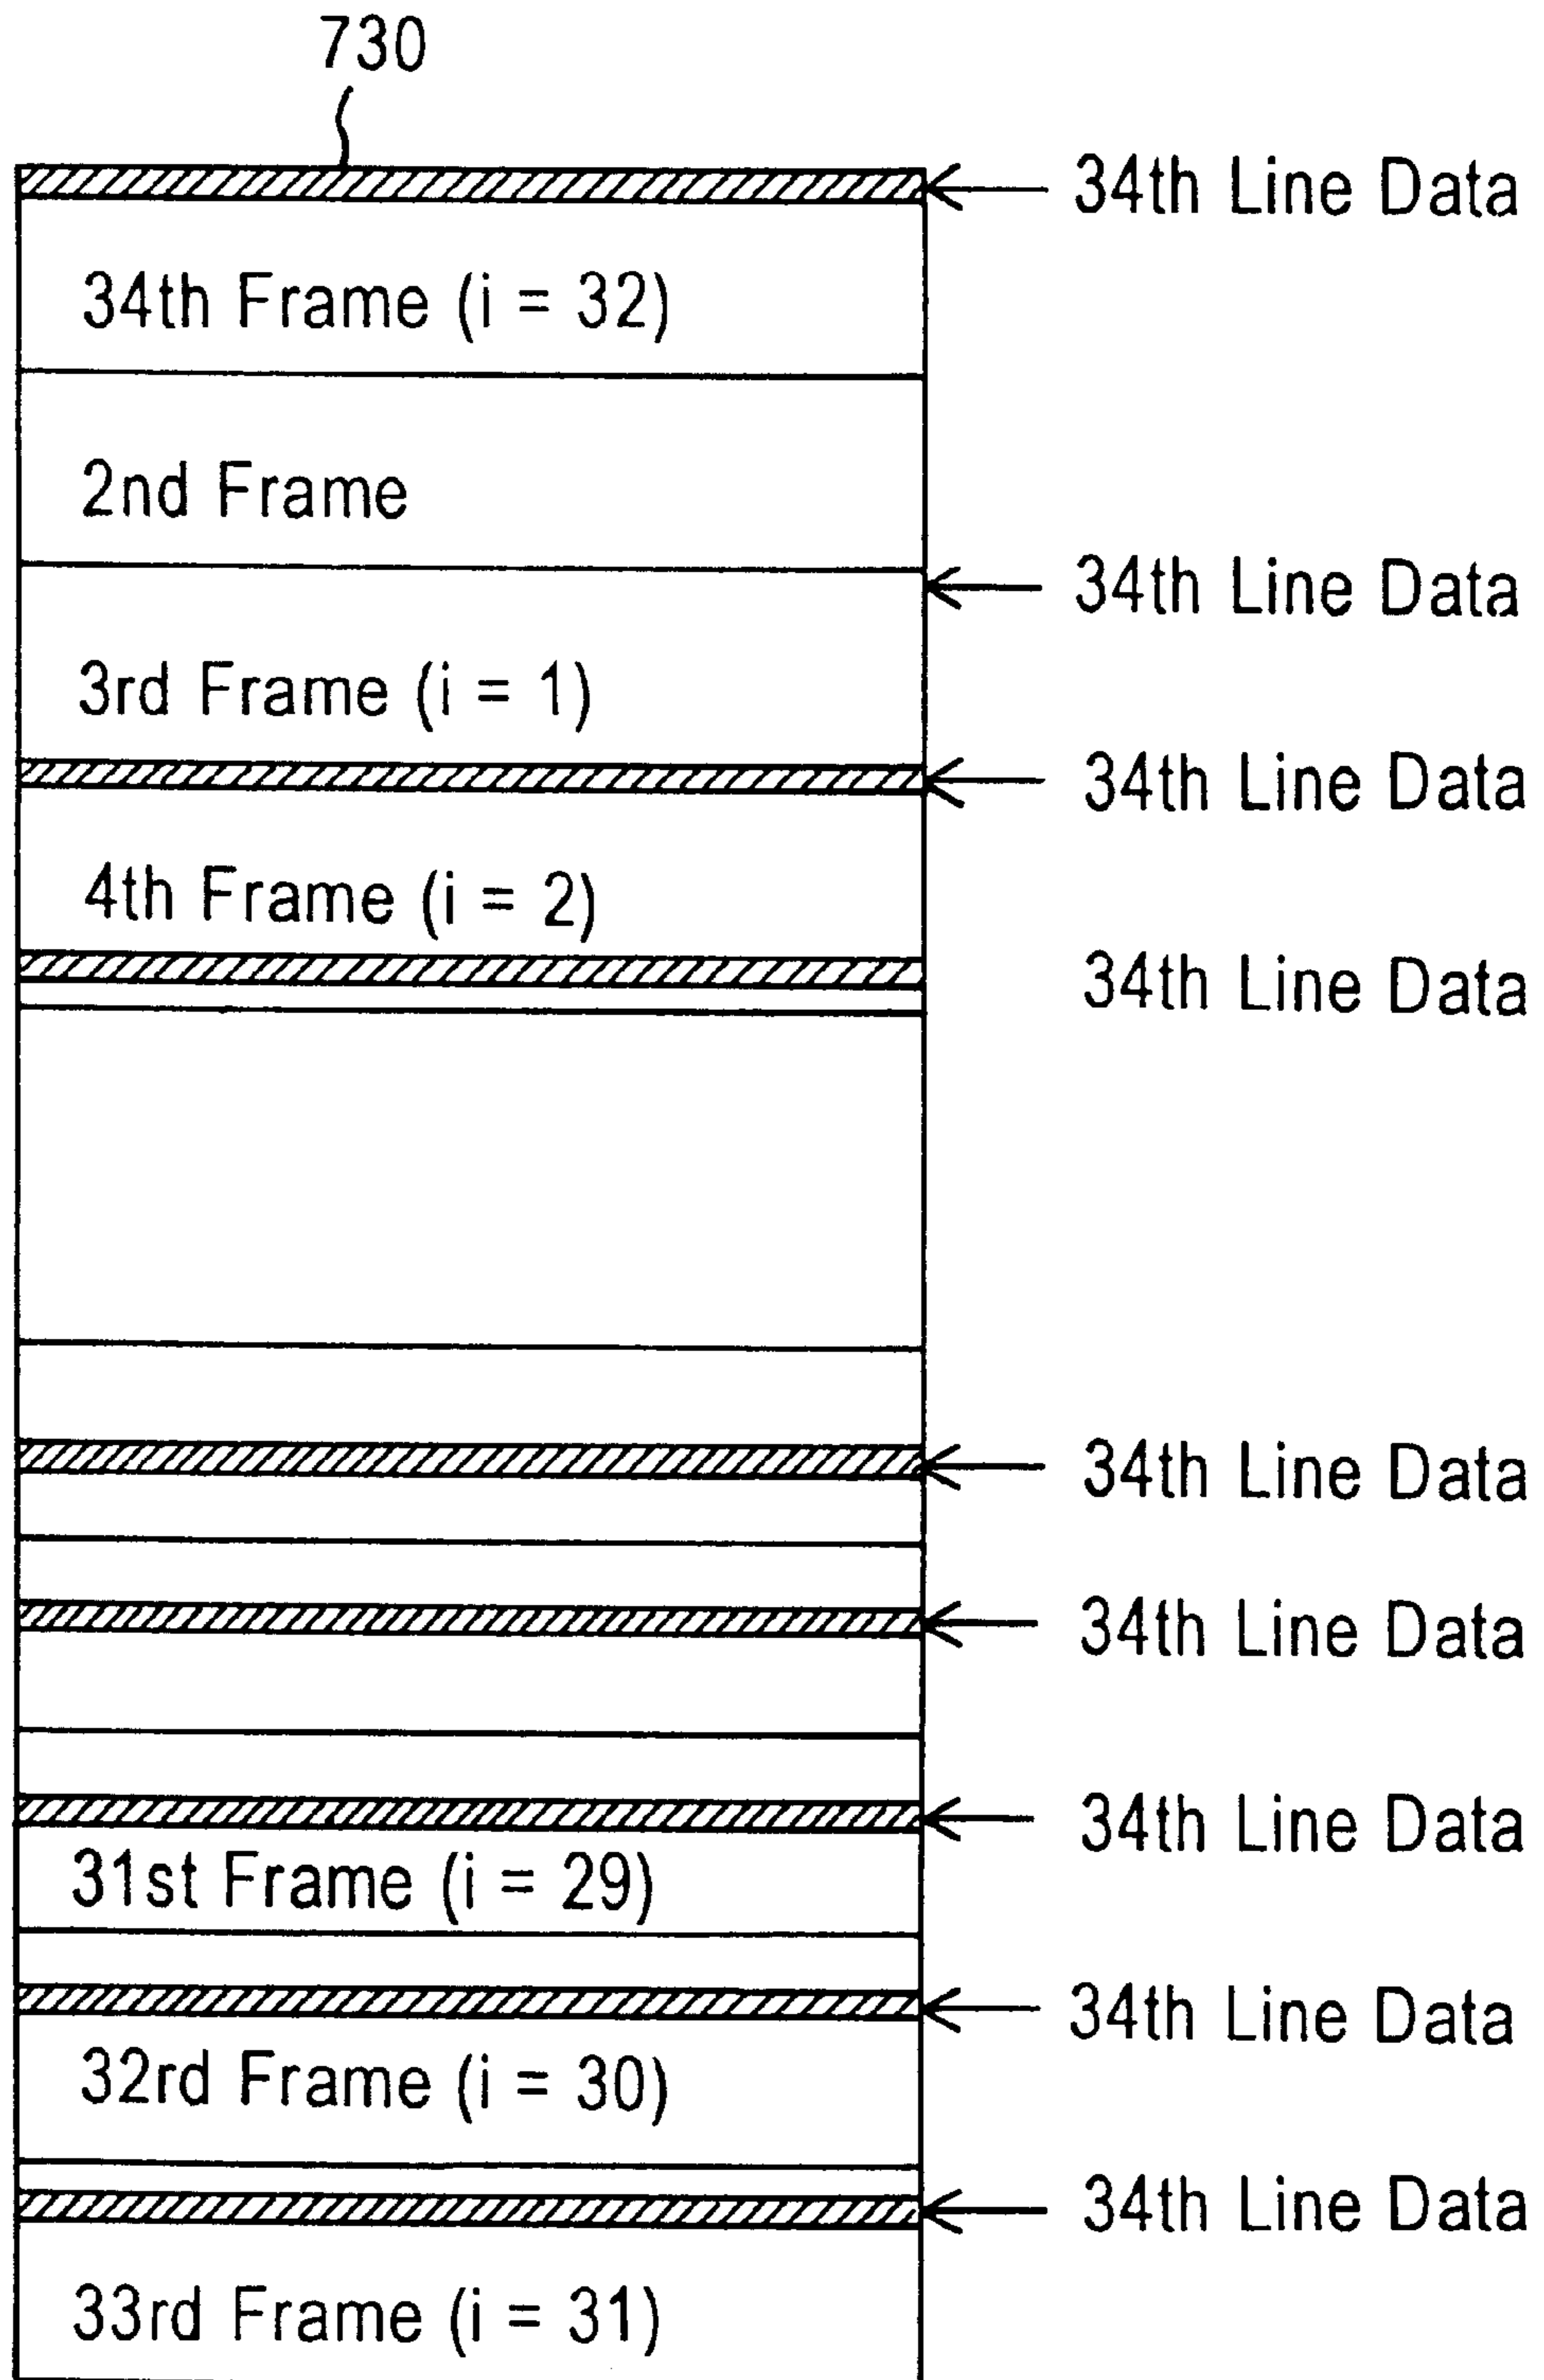 730
34th Line Data
34th Frame (i = 32)
2nd Frame
34th Line Data
3rd Frame (i = 1)
34th Line Data
4th Frame (i = 2)
34th Line Data
34th Line Data
34th Line Data
34th Line Data
31st Frame (i = 29)
34th Line Data
32rd Frame (i = 30)
34th Line Data
33rd Frame (i = 31)